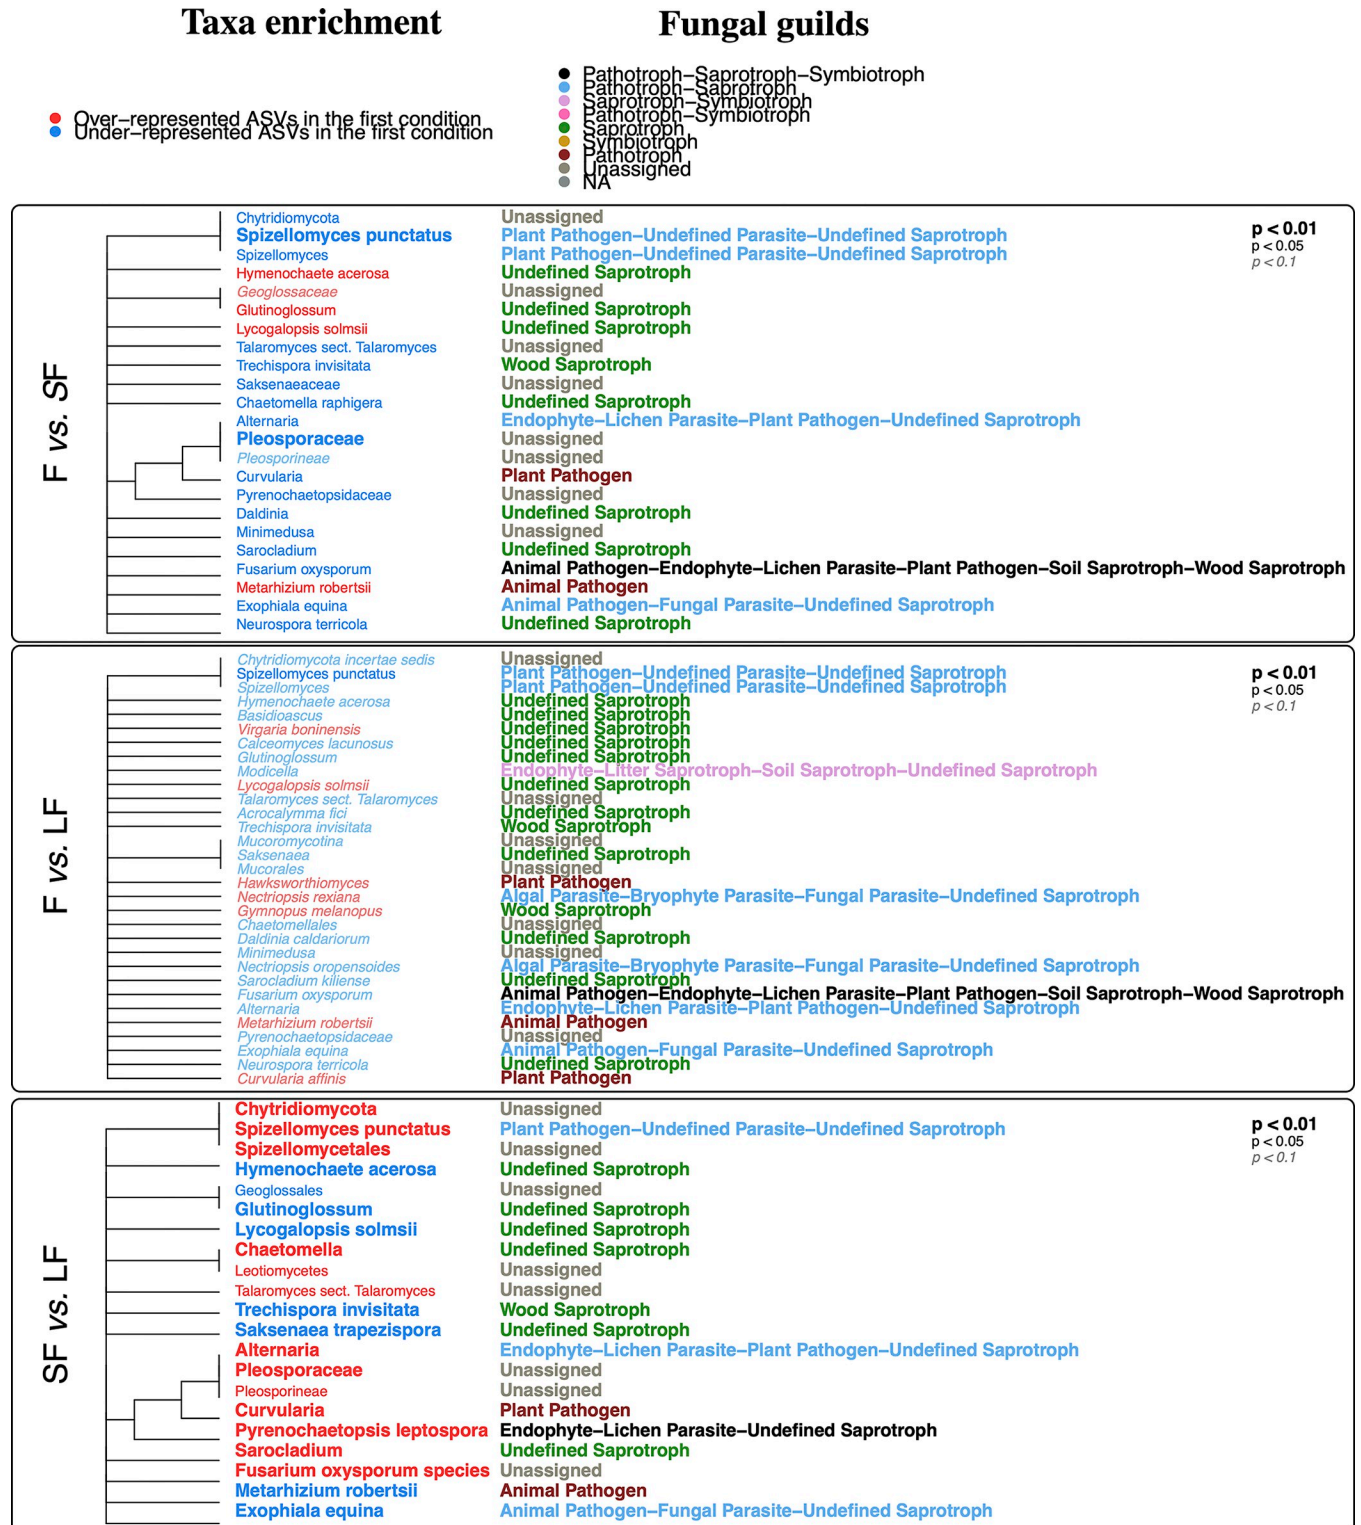 Taxa enrichment
Fungal guilds
Over–represented ASVs in the first condition
Under–represented ASVs in the first condition
Pathotroph–Saprotroph–Symbiotroph
Pathotroph–Saprotroph
Saprotroph–Symbiotroph
Pathotroph–Symbiotroph
Saprotroph
Symbiotroph
Pathotroph
Unassigned
NA
F vs. SF
p < 0.01
p < 0.05
p < 0.1
Chytridiomycota Unassigned
Spizellomyces punctatus Plant Pathogen–Undefined Parasite–Undefined Saprotroph
Spizellomyces Plant Pathogen–Undefined Parasite–Undefined Saprotroph
Hymenochaete acerosa Undefined Saprotroph
Geoglossaceae Unassigned
Glutinoglossum Undefined Saprotroph
Lycogalopsis solmsii Undefined Saprotroph
Talaromyces sect. Talaromyces Unassigned
Trechispora invisitata Wood Saprotroph
Saksenaeaceae Unassigned
Chaetomella raphigera Undefined Saprotroph
Alternaria Endophyte–Lichen Parasite–Plant Pathogen–Undefined Saprotroph
Pleosporaceae Unassigned
Pleosporineae Unassigned
Curvularia Plant Pathogen
Pyrenochaetopsidaceae Unassigned
Daldinia Undefined Saprotroph
Minimedusa Unassigned
Sarocladium Undefined Saprotroph
Fusarium oxysporum Animal Pathogen–Endophyte–Lichen Parasite–Plant Pathogen–Soil Saprotroph–Wood Saprotroph
Metarhizium robertsii Animal Pathogen
Exophiala equina Animal Pathogen–Fungal Parasite–Undefined Saprotroph
Neurospora terricola Undefined Saprotroph
F vs. LF
p < 0.01
p < 0.05
p < 0.1
Chytridiomycota incertae sedis Unassigned
Spizellomyces punctatus Plant Pathogen–Undefined Parasite–Undefined Saprotroph
Spizellomyces Plant Pathogen–Undefined Parasite–Undefined Saprotroph
Hymenochaete acerosa Undefined Saprotroph
Basidioascus Undefined Saprotroph
Virgaria boninensis Undefined Saprotroph
Calceomyces lacunosus Undefined Saprotroph
Glutinoglossum Undefined Saprotroph
Modicella Endophyte–Litter Saprotroph–Soil Saprotroph–Undefined Saprotroph
Lycogalopsis solmsii Undefined Saprotroph
Talaromyces sect. Talaromyces Unassigned
Acrocalymma fici Undefined Saprotroph
Trechispora invisitata Wood Saprotroph
Mucoromycotina Unassigned
Saksenaea Undefined Saprotroph
Mucorales Unassigned
Hawksworthiomyces Plant Pathogen
Nectriopsis rexiana Algal Parasite–Bryophyte Parasite–Fungal Parasite–Undefined Saprotroph
Gymnopus melanopus Wood Saprotroph
Chaetomellales Unassigned
Daldinia caldariorum Undefined Saprotroph
Minimedusa Unassigned
Nectriopsis oropensoides Algal Parasite–Bryophyte Parasite–Fungal Parasite–Undefined Saprotroph
Sarocladium kiliense Undefined Saprotroph
Fusarium oxysporum Animal Pathogen–Endophyte–Lichen Parasite–Plant Pathogen–Soil Saprotroph–Wood Saprotroph
Alternaria Endophyte–Lichen Parasite–Plant Pathogen–Undefined Saprotroph
Metarhizium robertsii Animal Pathogen
Pyrenochaetopsidaceae Unassigned
Exophiala equina Animal Pathogen–Fungal Parasite–Undefined Saprotroph
Neurospora terricola Undefined Saprotroph
Curvularia affinis Plant Pathogen
SF vs. LF
p < 0.01
p < 0.05
p < 0.1
Chytridiomycota Unassigned
Spizellomyces punctatus Plant Pathogen–Undefined Parasite–Undefined Saprotroph
Spizellomycetales Unassigned
Hymenochaete acerosa Undefined Saprotroph
Geoglossales Unassigned
Glutinoglossum Undefined Saprotroph
Lycogalopsis solmsii Undefined Saprotroph
Chaetomella Undefined Saprotroph
Leotiomycetes Unassigned
Talaromyces sect. Talaromyces Unassigned
Trechispora invisitata Wood Saprotroph
Saksenaea trapezispora Undefined Saprotroph
Alternaria Endophyte–Lichen Parasite–Plant Pathogen–Undefined Saprotroph
Pleosporaceae Unassigned
Pleosporineae Unassigned
Curvularia Plant Pathogen
Pyrenochaetopsis leptospora Endophyte–Lichen Parasite–Undefined Saprotroph
Sarocladium Undefined Saprotroph
Fusarium oxysporum species Unassigned
Metarhizium robertsii Animal Pathogen
Exophiala equina Animal Pathogen–Fungal Parasite–Undefined Saprotroph